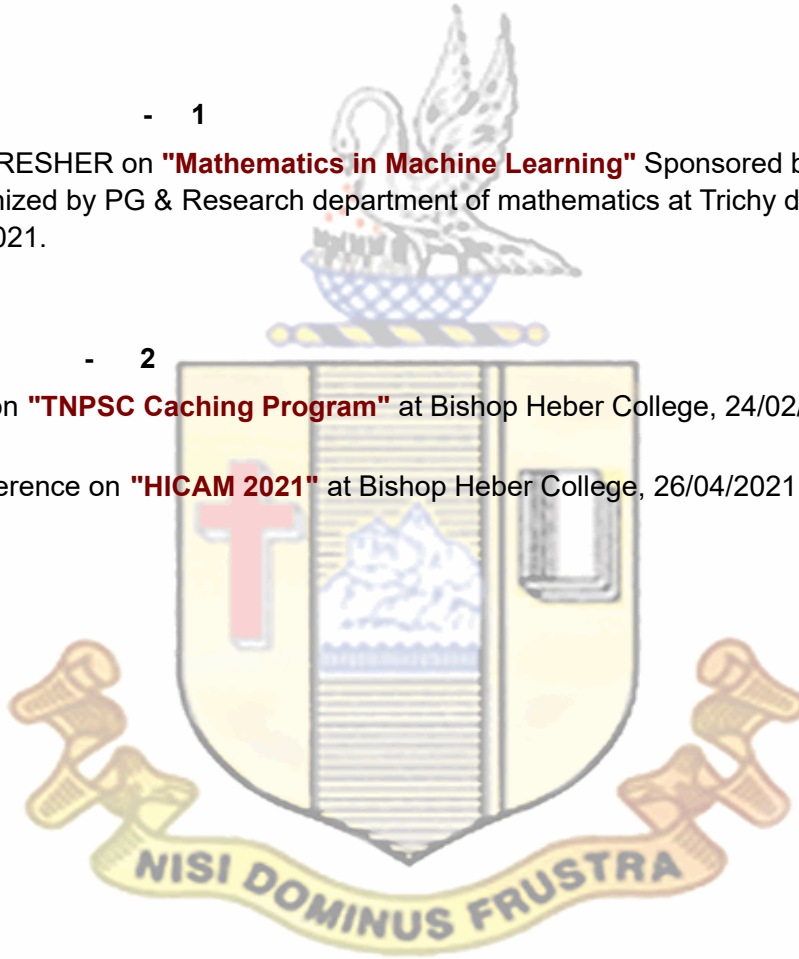 - 1
RESHER on "Mathematics in Machine Learning" Sponsored b
nized by PG & Research department of mathematics at Trichy d
021.
- 2
on "TNPSC Caching Program" at Bishop Heber College, 24/02/
erence on "HICAM 2021" at Bishop Heber College, 26/04/2021
NISI DOMINUS FRUSTRA